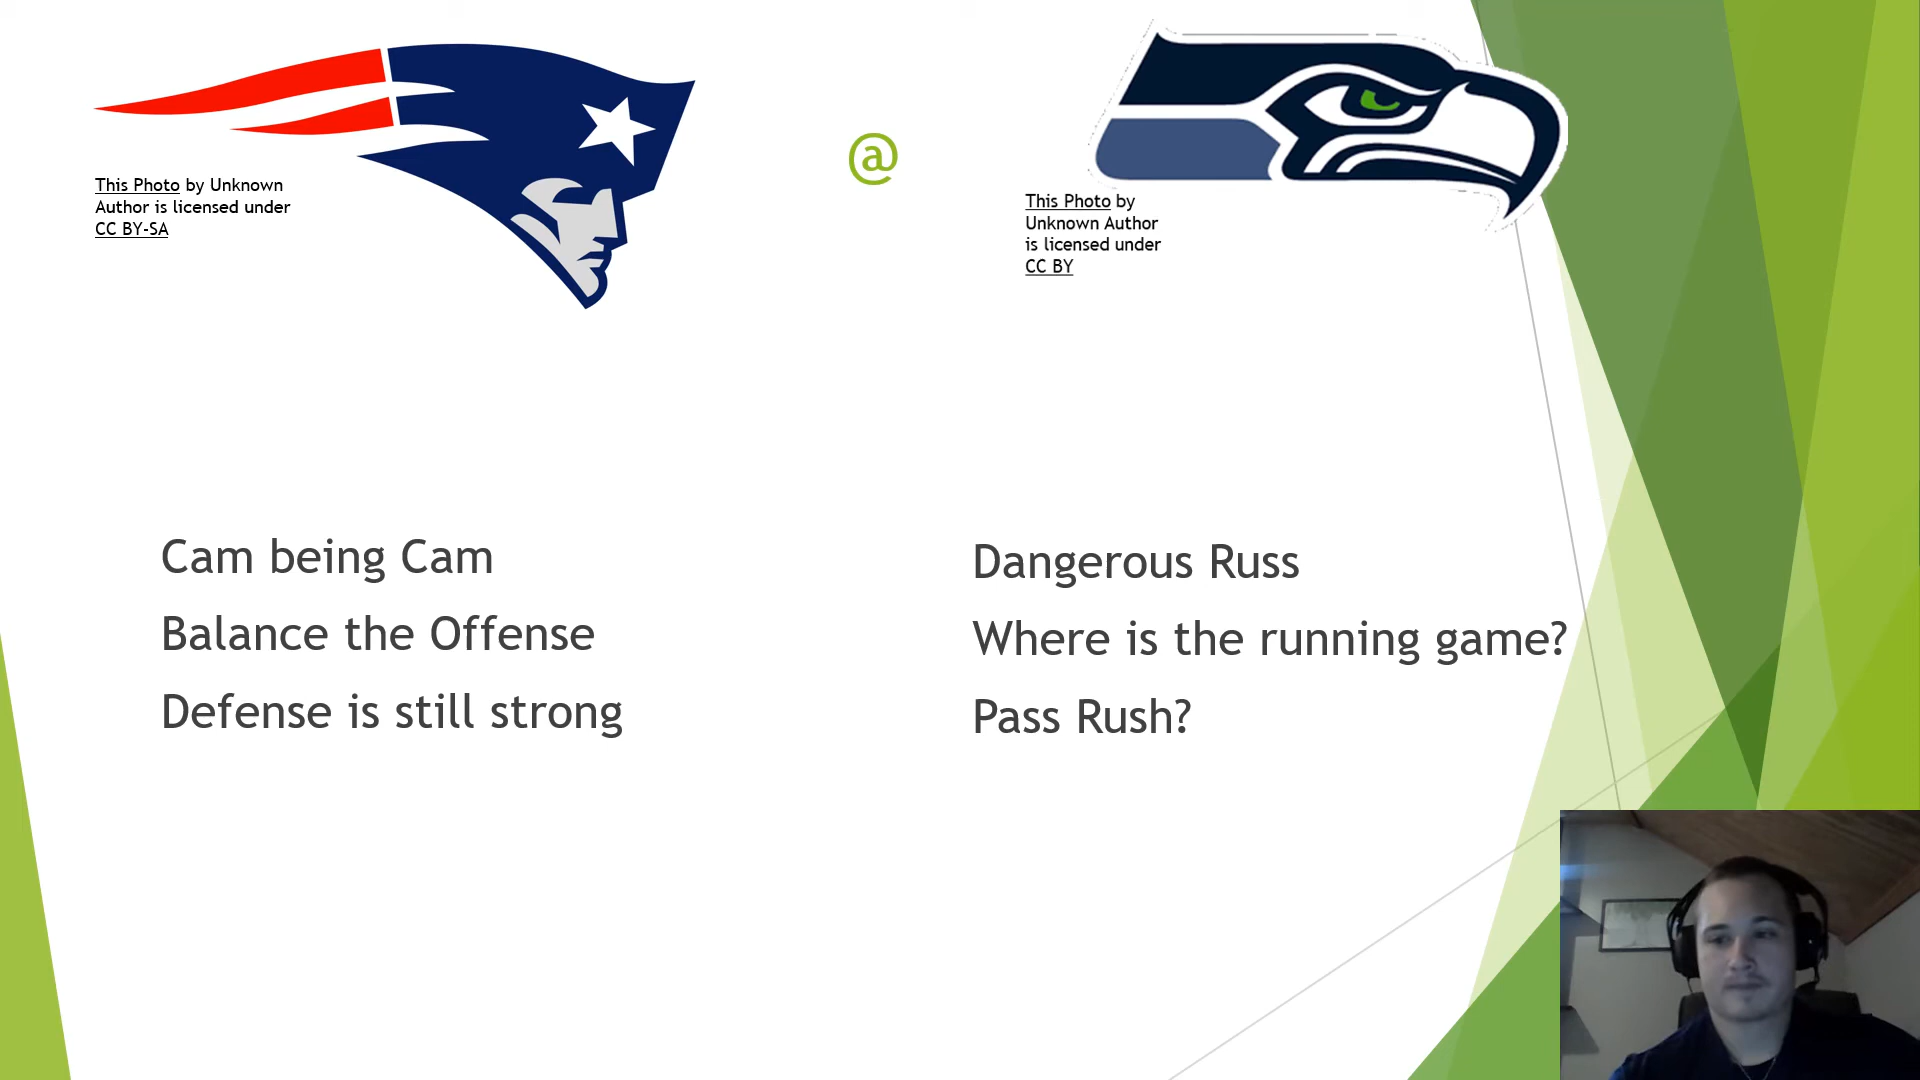 This Photo by Unknown
Author is licensed under
CC BY-SA
@
This Photo by
Unknown Author
is licensed under
CC BY
Cam being Cam
Balance the Offense
Defense is still strong
Dangerous Russ
Where is the running game?
Pass Rush?